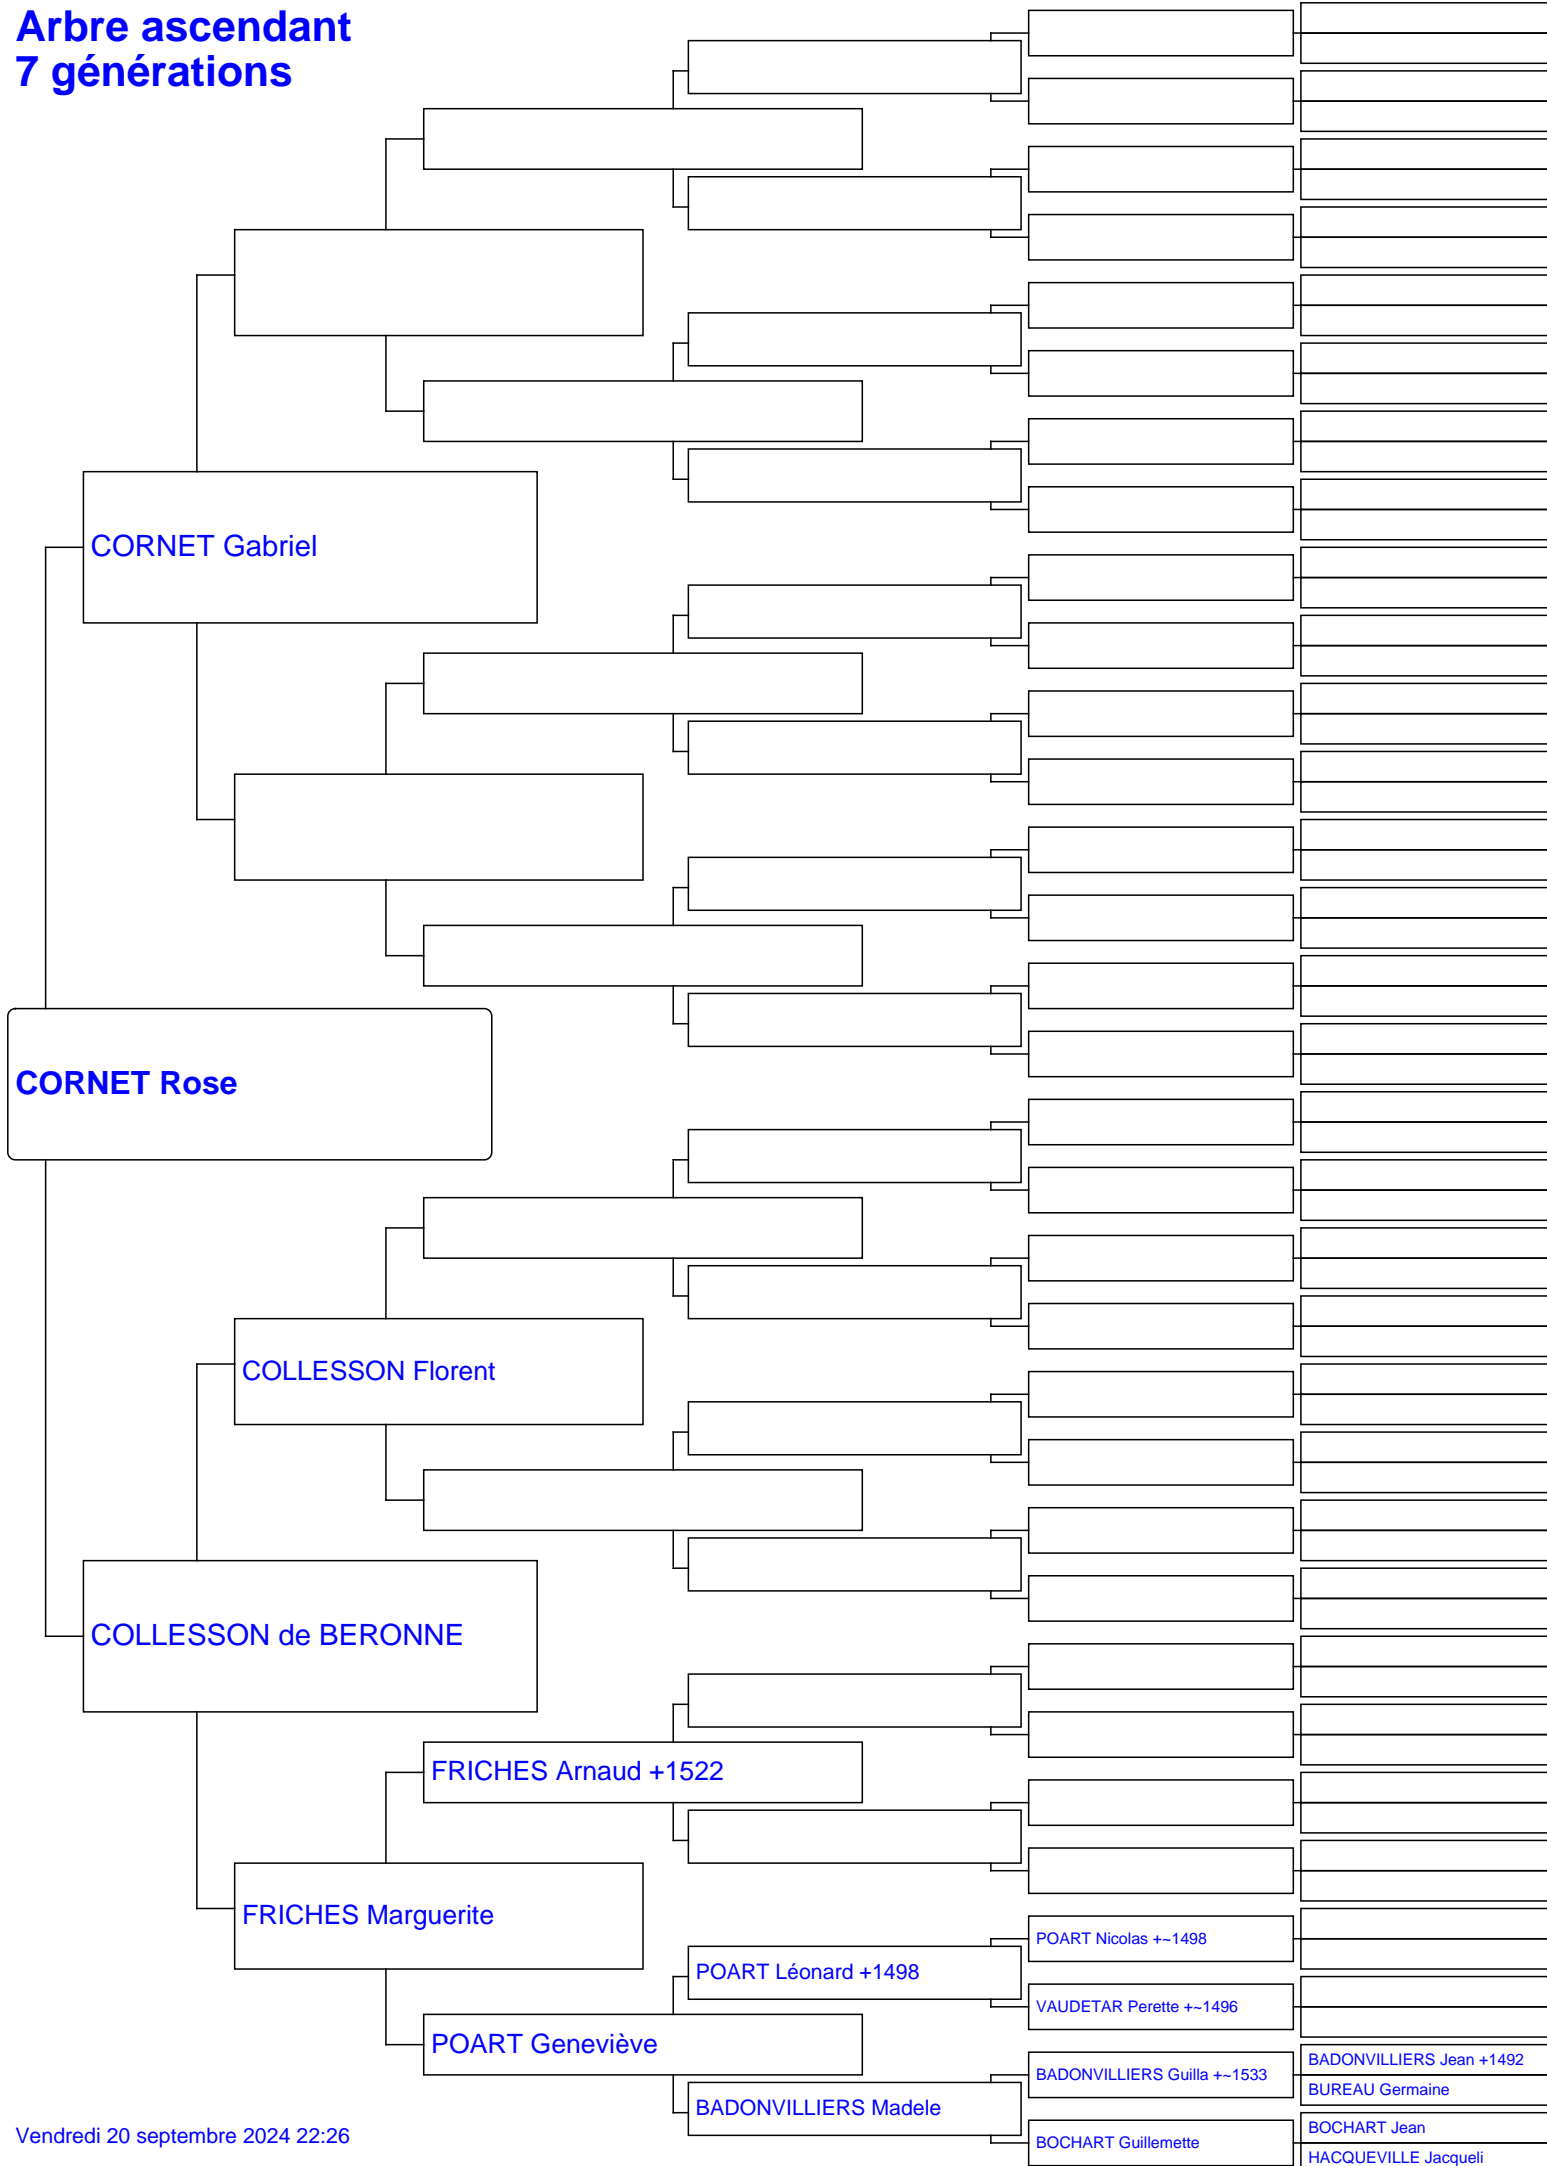 Arbre ascendant
7 générations
CORNET Gabriel
CORNET Rose
COLLESSON Florent
COLLESSON de BERONNE
FRICHES Arnaud +1522
FRICHES Marguerite
POART Nicolas +~1498
POART Léonard +1498
VAUDETAR Perette +~1496
POART Geneviève
BADONVILLIERS Jean +1492
BADONVILLIERS Guilla +~1533
BUREAU Germaine
BADONVILLIERS Madele
BOCHART Jean
BOCHART Guillemette
HACQUEVILLE Jacqueli
Vendredi 20 septembre 2024 22:26